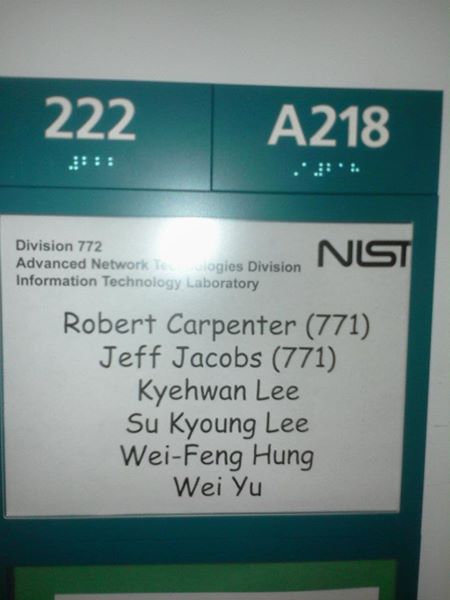 222
A218
Division 772
Advanced Network Technologies Division
Information Technology Laboratory
NIST
Robert Carpenter (771)
Jeff Jacobs (771)
Kyehwan Lee
Su Kyoung Lee
Wei-Feng Hung
Wei Yu